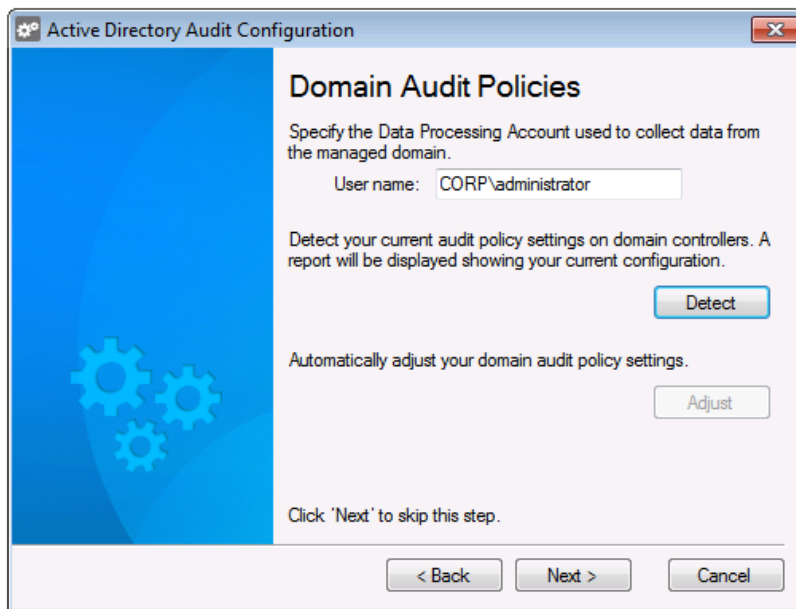 Active Directory Audit Configuration
Domain Audit Policies
Specify the Data Processing Account used to collect data from
the managed domain.
User name: CORP\administrator
Detect your current audit policy settings on domain controllers. A
report will be displayed showing your current configuration.
Detect
Automatically adjust your domain audit policy settings.
Adjust
Click 'Next' to skip this step.
< Back Next > Cancel